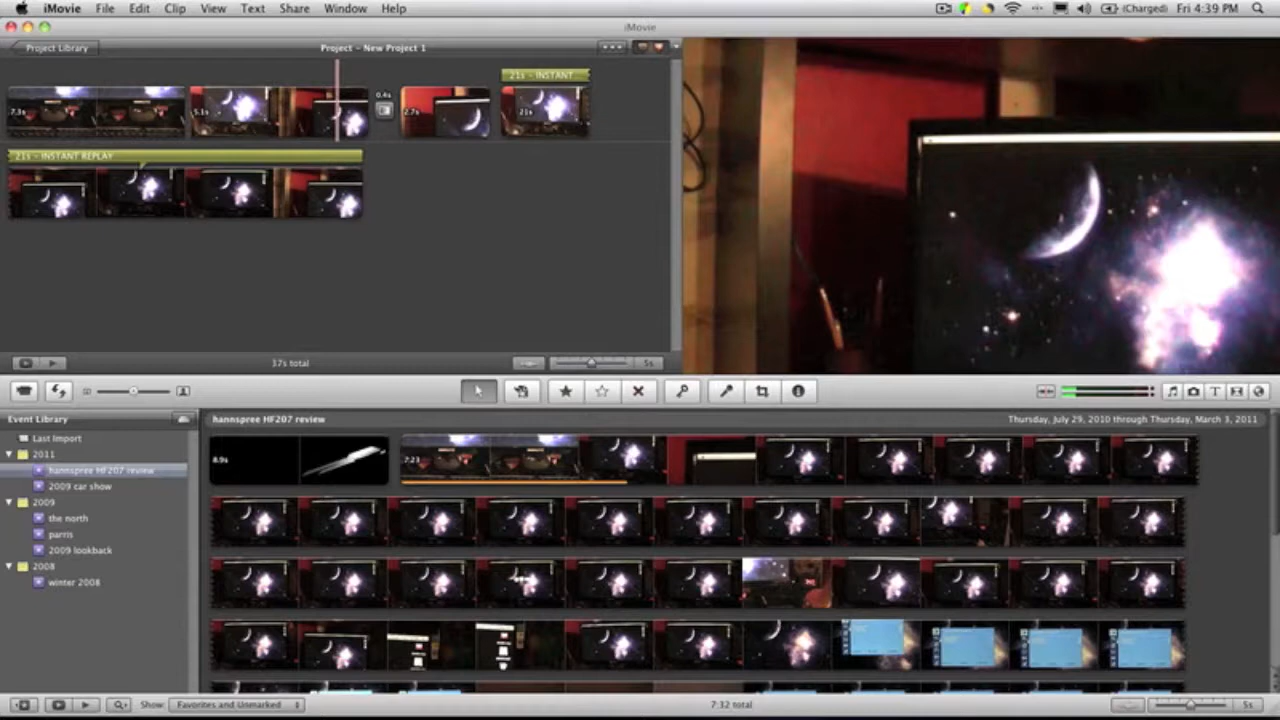 iMovie File Edit Clip View Text Share Window Help (Charged) Fri 4:39 PM
iMovie
Project Library Project – New Project 1
21s – INSTANT
7.3s 5.1s 0.4s 2.7s 21s
21s – INSTANT REPLAY
37s total 5s
Event Library hannspree HF207 review Thursday, July 29, 2010 through Thursday, March 3, 2011
Last Import
2011
hannspree HF207 review
2009 car show
2009
the north
parris
2009 lookback
2008
winter 2008
8.9s 7:23
Show: Favorites and Unmarked 7:32 total 5s